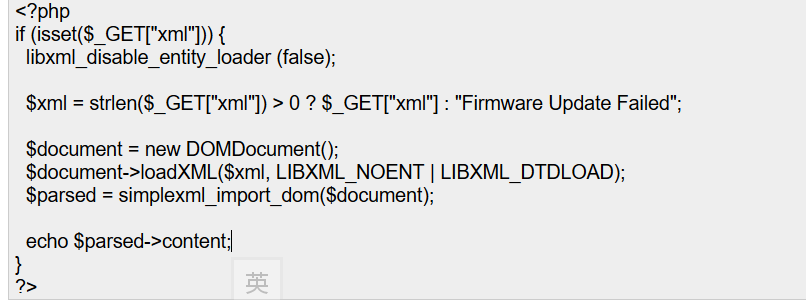 <?php
if (isset($_GET["xml"])) {
libxml_disable_entity_loader (false);
$xml = strlen($_GET["xml"]) > 0 ? $_GET["xml"] : "Firmware Update Failed";
$document = new DOMDocument();
$document->loadXML($xml, LIBXML_NOENT | LIBXML_DTDLOAD);
$parsed = simplexml_import_dom($document);
echo $parsed->content;
}
?>
英